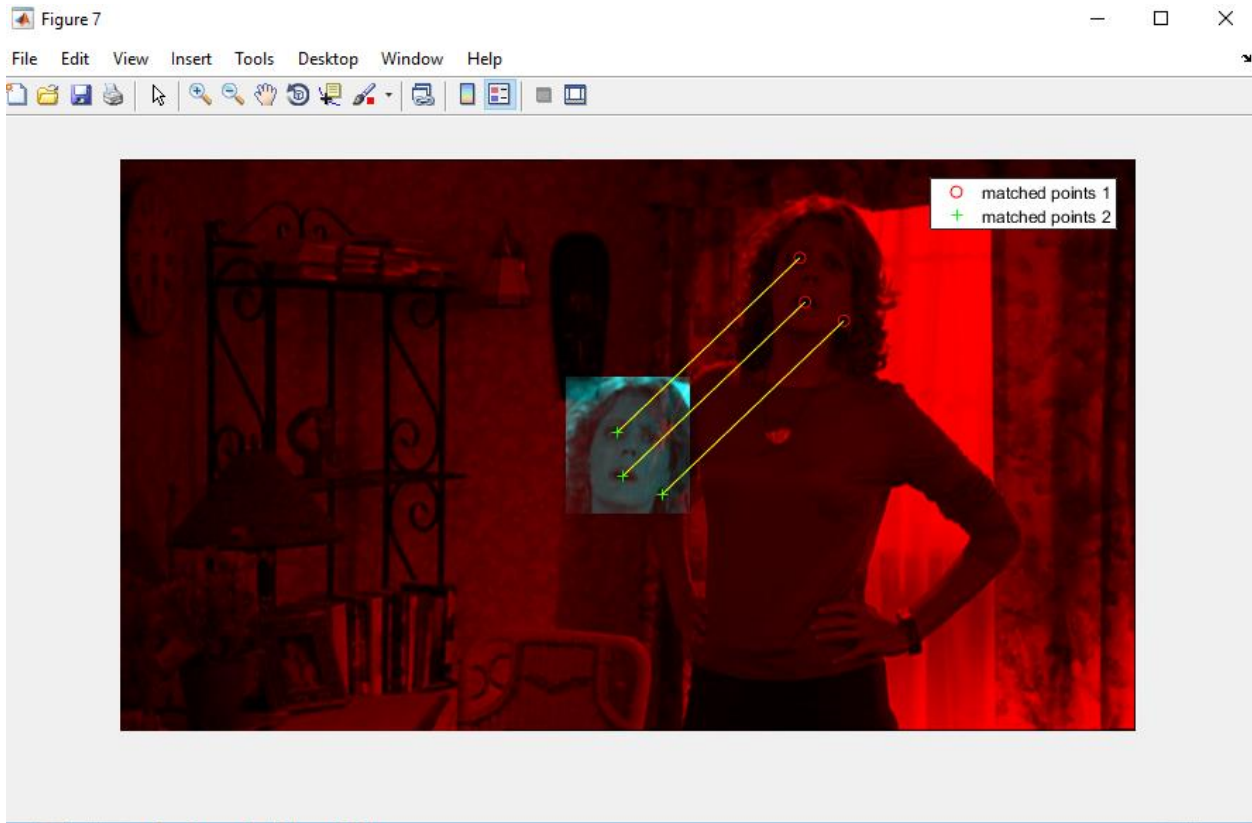 Figure 7
File Edit View Insert Tools Desktop Window Help
matched points 1
matched points 2